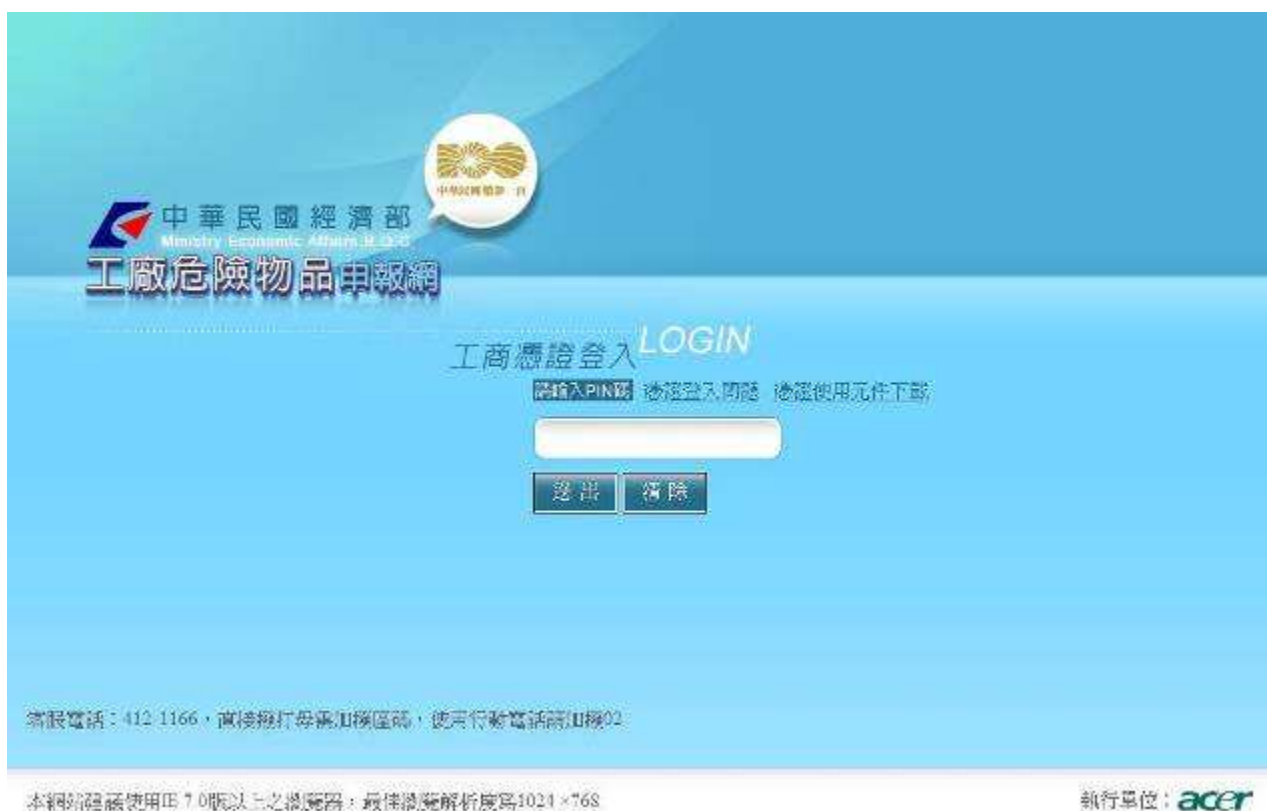 中華民國一百
中華民國經濟部
Ministry Economic Affairs R.O.C
工廠危險物品申報網
工商憑證登入LOGIN
請輸入PIN碼 憑證登入問題 憑證使用元件下載
送出 清除
客服電話：412-1166，直接撥打毋需加撥區碼，使用行動電話請加撥02
本網站建議使用IE 7.0版以上之瀏覽器，最佳瀏覽解析度為1024×768
執行單位：acer